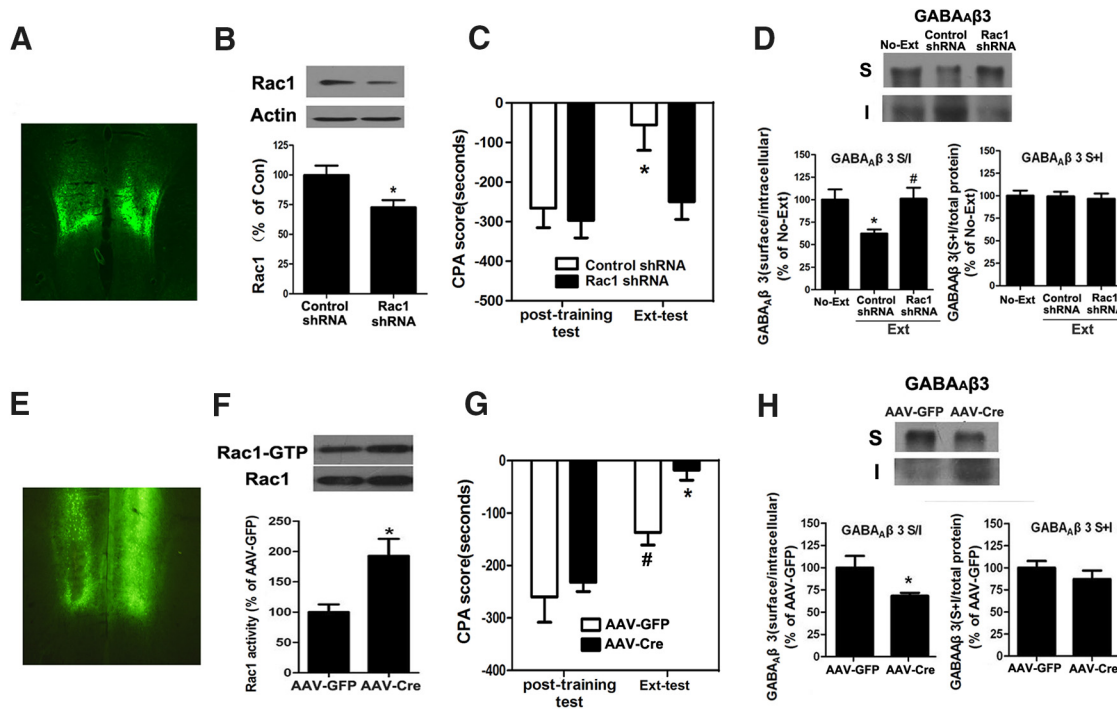 A
B
Rac1
Actin
Rac1 (% of Con)
125
100
75
50
25
0
*
Control shRNA
Rac1 shRNA
C
CPA score(seconds)
0
-100
-200
-300
-400
-500
*
Control shRNA
Rac1 shRNA
post-training test
Ext-test
D
GABAAβ3
No-Ext
Control shRNA
Rac1 shRNA
S
I
GABAAβ 3(surface/intracellular)
(% of No-Ext)
GABAAβ 3 S/I
125
100
75
50
25
0
*
#
No-Ext
Control shRNA
Rac1 shRNA
Ext
GABAAβ 3(S+I/total protein)
(% of No-Ext)
GABAAβ 3 S+I
150
125
100
75
50
25
0
No-Ext
Control shRNA
Rac1 shRNA
Ext
E
F
Rac1-GTP
Rac1
Rac1 activity (% of AAV-GFP)
250
200
150
100
50
0
*
AAV-GFP
AAV-Cre
G
CPA score(seconds)
0
-100
-200
-300
-400
#
*
AAV-GFP
AAV-Cre
post-training test
Ext-test
H
GABAAβ3
AAV-GFP
AAV-Cre
S
I
GABAAβ 3(surface/intracellular)
(% of AAV-GFP)
GABAAβ 3 S/I
150
125
100
75
50
25
0
*
AAV-GFP
AAV-Cre
GABAAβ 3(S+I/total protein)
(% of AAV-GFP)
GABAAβ 3 S+I
150
125
100
75
50
25
0
AAV-GFP
AAV-Cre